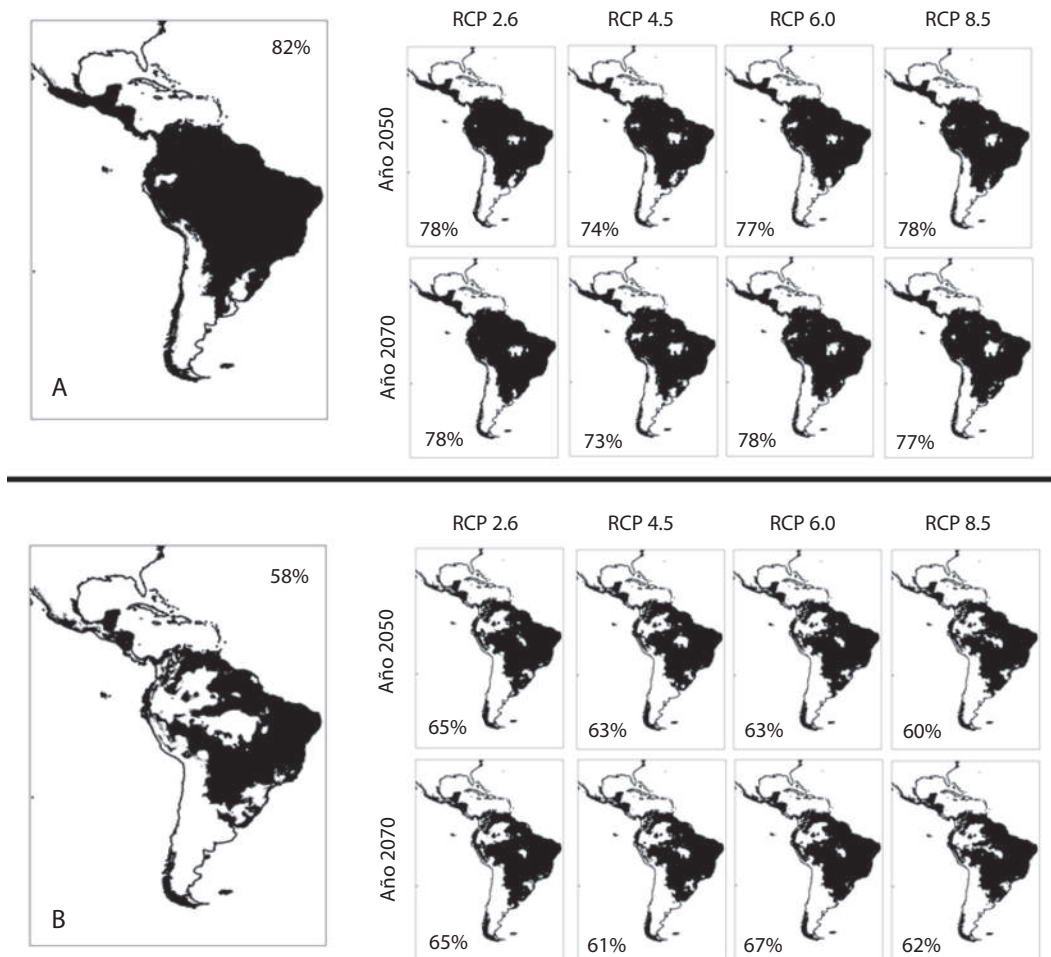 82%
A
RCP 2.6 RCP 4.5 RCP 6.0 RCP 8.5
Año 2050
78% 74% 77% 78%
Año 2070
78% 73% 78% 77%
58%
B
RCP 2.6 RCP 4.5 RCP 6.0 RCP 8.5
Año 2050
65% 63% 63% 60%
Año 2070
65% 61% 67% 62%